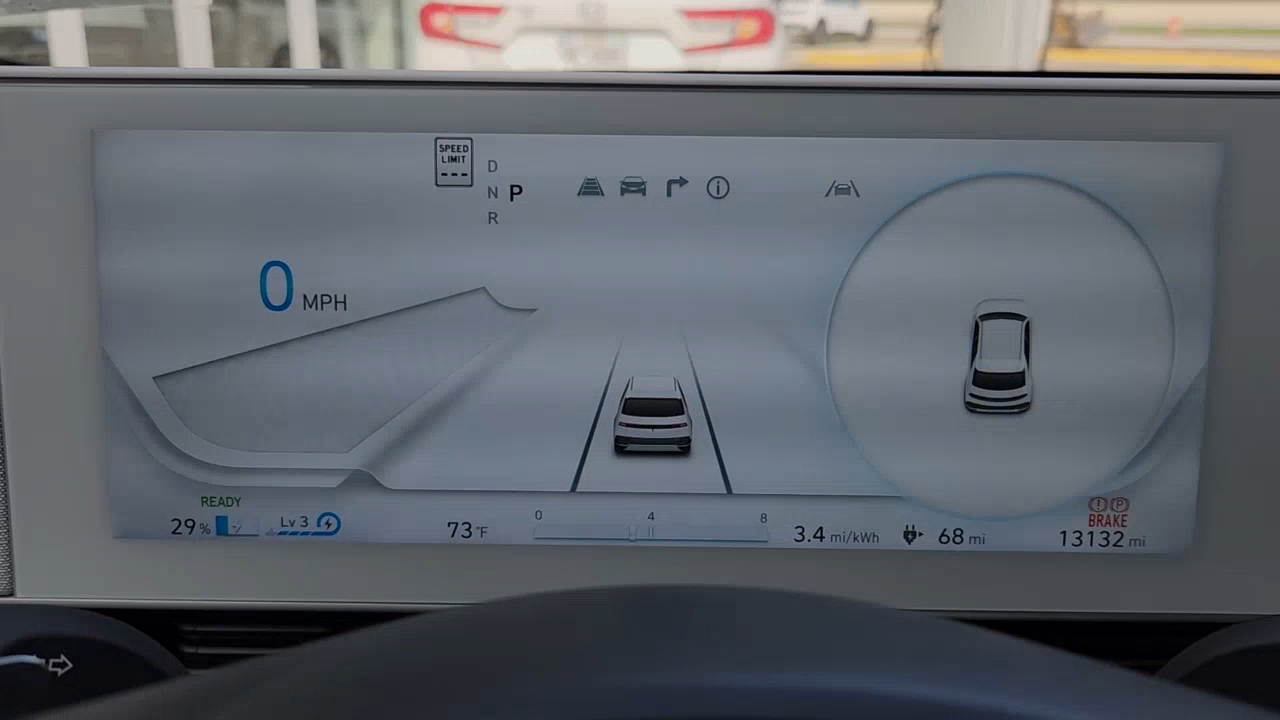 SPEED
LIMIT
---
D
N P
R
0 MPH
READY
29%
Lv 3
73°F
0 4 8
3.4 mi/kWh
68 mi
BRAKE
13132 mi